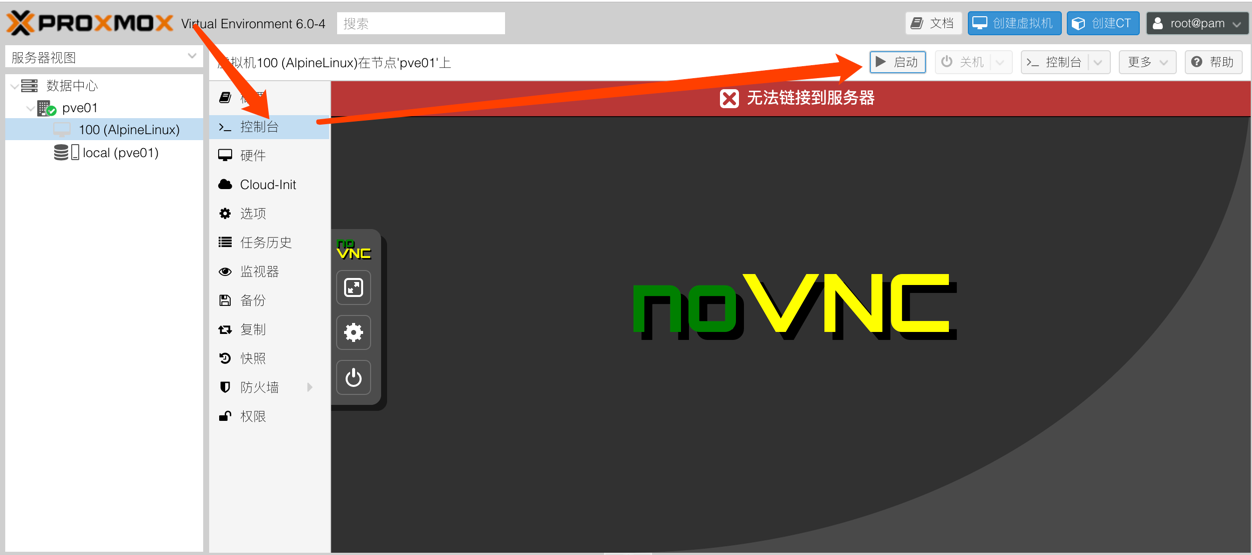 PROXMOX Virtual Environment 6.0-4 搜索 文档 创建虚拟机 创建CT root@pam
服务器视图
数据中心
pve01
100 (AlpineLinux)
local (pve01)
拟机100 (AlpineLinux)在节点'pve01'上 启动 关机 控制台 更多 帮助
控制台
硬件
Cloud-Init
选项
任务历史
监视器
备份
复制
快照
防火墙
权限
无法链接到服务器
no
VNC
noVNC